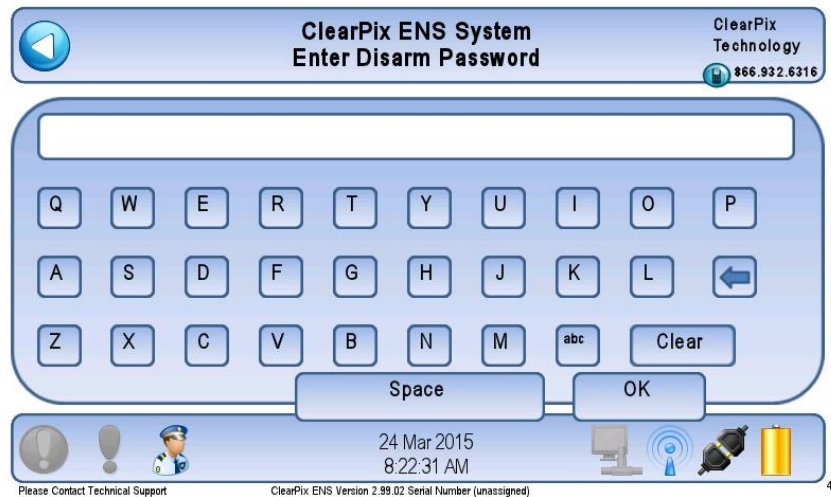 ClearPix ENS System
Enter Disarm Password
ClearPix
Technology
866.932.6316
Q W E R T Y U I O P
A S D F G H J K L
Z X C V B N M abc Clear
Space OK
24 Mar 2015
8:22:31 AM
Please Contact Technical Support ClearPix ENS Version 2.99.02 Serial Number (unassigned)
4